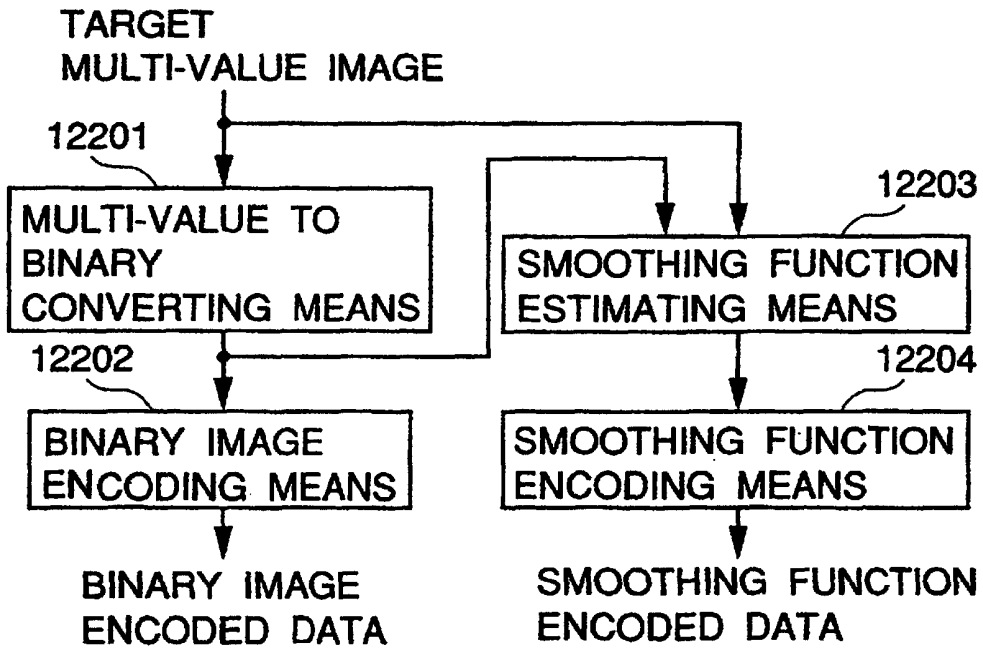 TARGET
MULTI-VALUE IMAGE
12201
MULTI-VALUE TO
BINARY
CONVERTING MEANS
12202
BINARY IMAGE
ENCODING MEANS
BINARY IMAGE
ENCODED DATA
12203
SMOOTHING FUNCTION
ESTIMATING MEANS
12204
SMOOTHING FUNCTION
ENCODING MEANS
SMOOTHING FUNCTION
ENCODED DATA